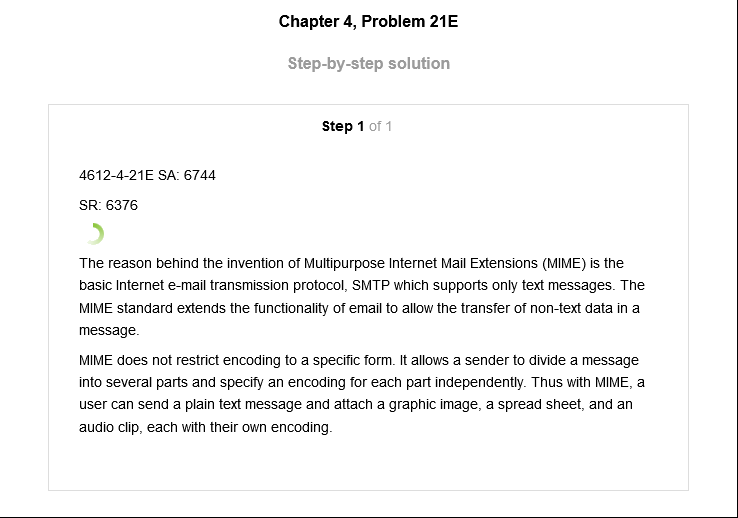 Chapter 4, Problem 21E
Step-by-step solution
Step 1 of 1
4612-4-21E SA: 6744
SR: 6376
The reason behind the invention of Multipurpose Internet Mail Extensions (MIME) is the
basic Internet e-mail transmission protocol, SMTP which supports only text messages. The
MIME standard extends the functionality of email to allow the transfer of non-text data in a
message.
MIME does not restrict encoding to a specific form. It allows a sender to divide a message
into several parts and specify an encoding for each part independently. Thus with MIME, a
user can send a plain text message and attach a graphic image, a spread sheet, and an
audio clip, each with their own encoding.